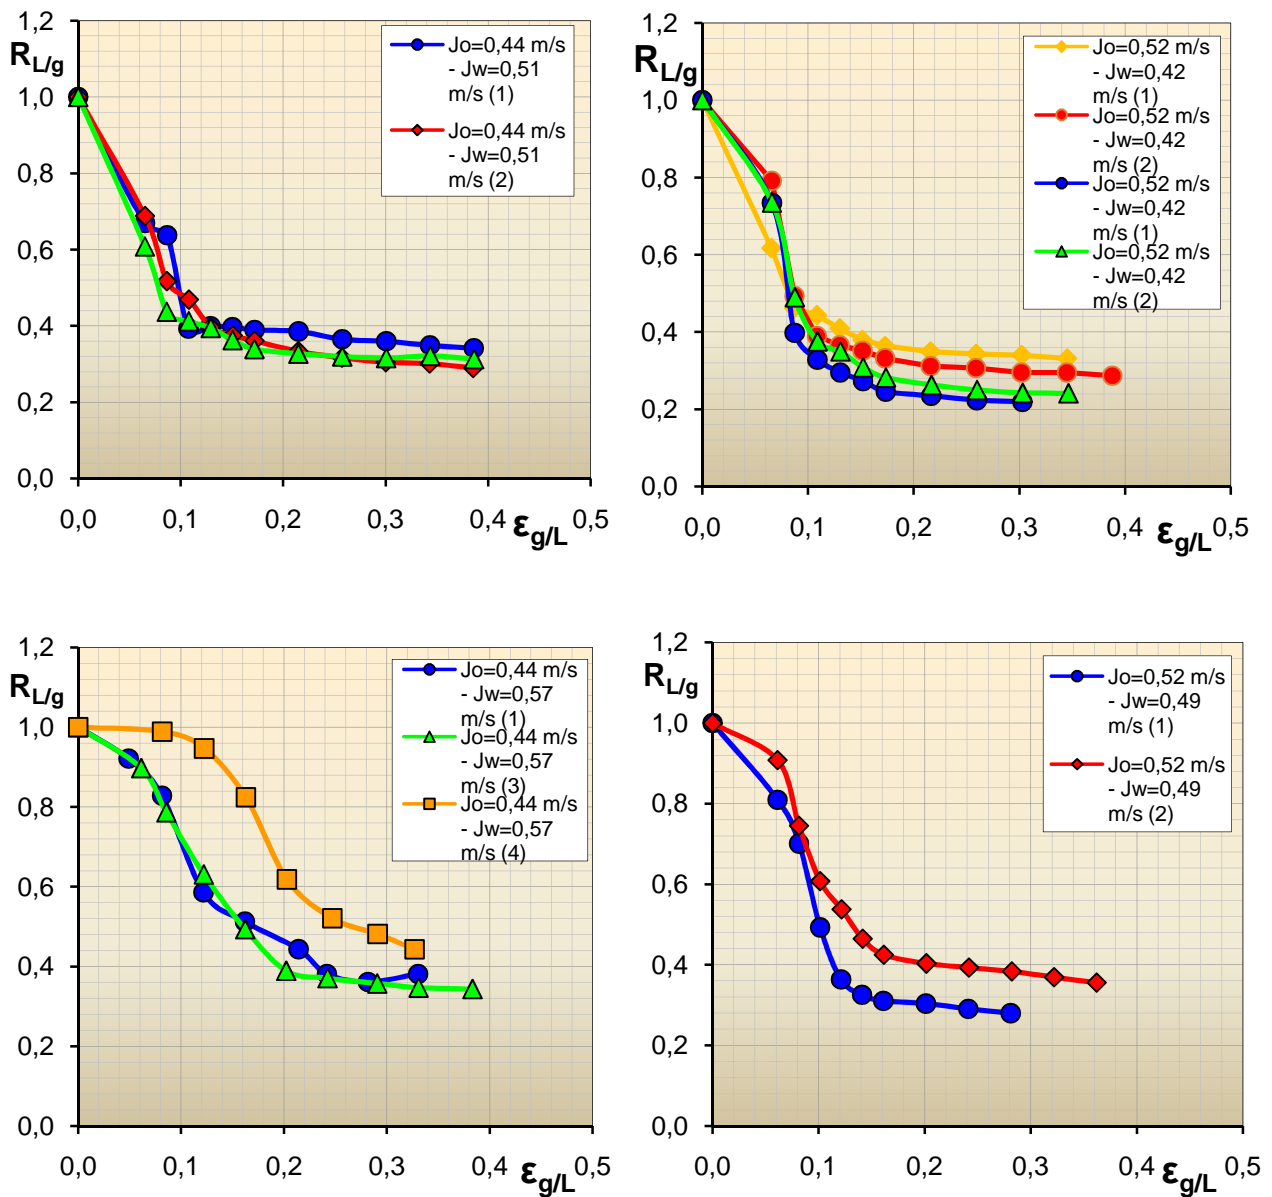 1,2
R L/g
1,0
0,8
0,6
0,4
0,2
0,0
0,0 0,1 0,2 0,3 0,4 0,5
ε g/L
Jo=0,44 m/s
- Jw=0,51
m/s (1)
Jo=0,44 m/s
- Jw=0,51
m/s (2)
1,2
R L/g
1,0
0,8
0,6
0,4
0,2
0,0
0,0 0,1 0,2 0,3 0,4 0,5
ε g/L
Jo=0,52 m/s
- Jw=0,42
m/s (1)
Jo=0,52 m/s
- Jw=0,42
m/s (2)
Jo=0,52 m/s
- Jw=0,42
m/s (1)
Jo=0,52 m/s
- Jw=0,42
m/s (2)
1,2
R L/g
1,0
0,8
0,6
0,4
0,2
0,0
0,0 0,1 0,2 0,3 0,4 0,5
ε g/L
Jo=0,44 m/s
- Jw=0,57
m/s (1)
Jo=0,44 m/s
- Jw=0,57
m/s (3)
Jo=0,44 m/s
- Jw=0,57
m/s (4)
1,2
R L/g
1,0
0,8
0,6
0,4
0,2
0,0
0,0 0,1 0,2 0,3 0,4 0,5
ε g/L
Jo=0,52 m/s
- Jw=0,49
m/s (1)
Jo=0,52 m/s
- Jw=0,49
m/s (2)